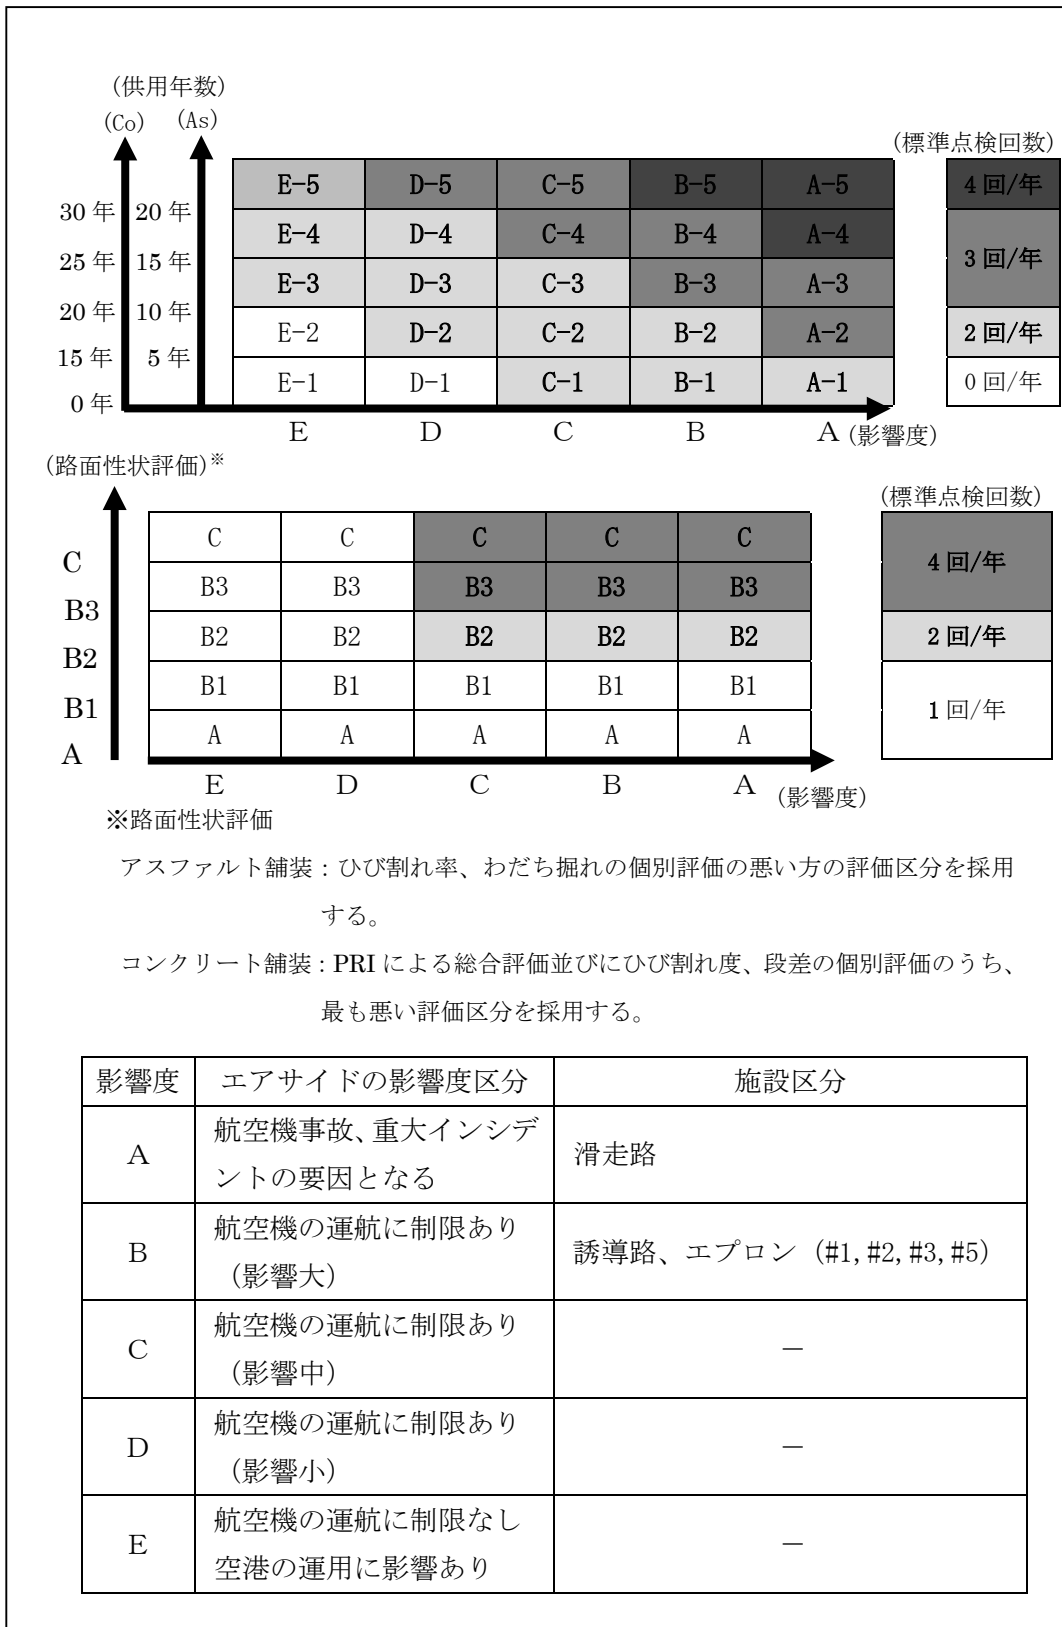 (供用年数)
(Co) (As)
(標準点検回数)
E-5 D-5 C-5 B-5 A-5 4回/年
30年 20年
E-4 D-4 C-4 B-4 A-4
25年 15年 3回/年
E-3 D-3 C-3 B-3 A-3
20年 10年
E-2 D-2 C-2 B-2 A-2 2回/年
15年 5年
E-1 D-1 C-1 B-1 A-1 0回/年
0年
E D C B A (影響度)
(路面性状評価)※
(標準点検回数)
C C C C C
C 4回/年
B3 B3 B3 B3 B3
B3
B2 B2 B2 B2 B2 2回/年
B2
B1 B1 B1 B1 B1
B1 1回/年
A A A A A
A
E D C B A (影響度)
※路面性状評価
アスファルト舗装：ひび割れ率、わだち掘れの個別評価の悪い方の評価区分を採用
する。
コンクリート舗装：PRIによる総合評価並びにひび割れ度、段差の個別評価のうち、
最も悪い評価区分を採用する。
影響度 エアサイドの影響度区分 施設区分
航空機事故、重大インシデ
A 滑走路
ントの要因となる
航空機の運航に制限あり
B 誘導路、エプロン（#1,#2,#3,#5）
（影響大）
航空機の運航に制限あり
C －
（影響中）
航空機の運航に制限あり
D －
（影響小）
航空機の運航に制限なし
E －
空港の運用に影響あり